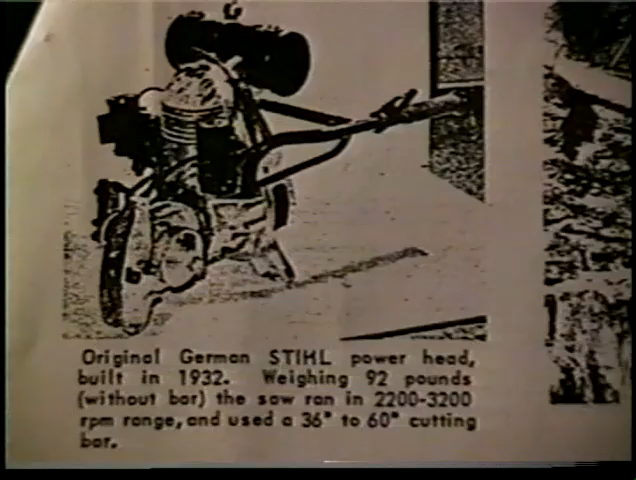 Original German STIHL power head,
built in 1932. Weighing 92 pounds
(without bar) the saw ran in 2200-3200
rpm range, and used a 36" to 60" cutting
bar.